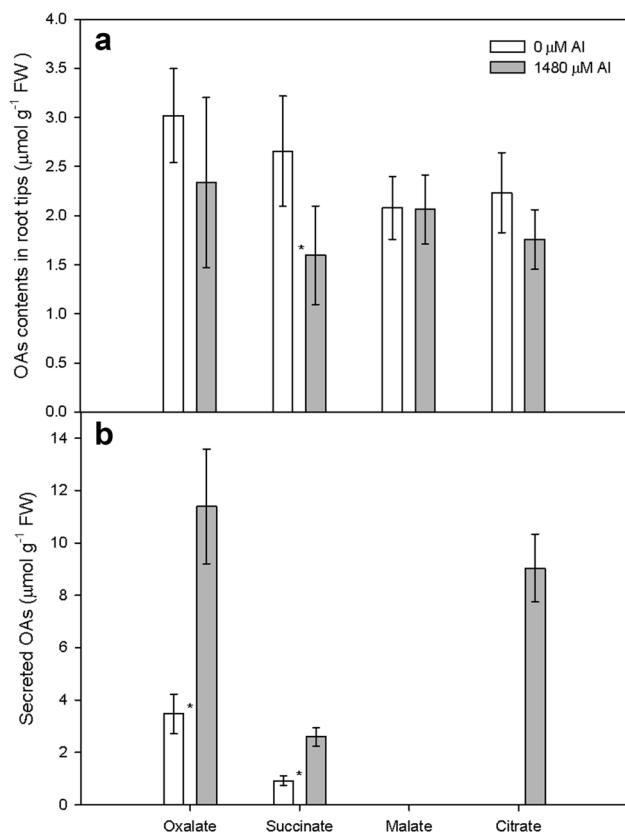 4.0
a
0 μM Al
1480 μM Al
3.5
3.0
2.5
2.0
1.5
1.0
0.5
0.0
OAs contents in root tips (μmol g⁻¹ FW )
*
b
14
12
10
8
6
4
2
0
Secreted OAs (μmol g⁻¹ FW)
*
*
Oxalate Succinate Malate Citrate